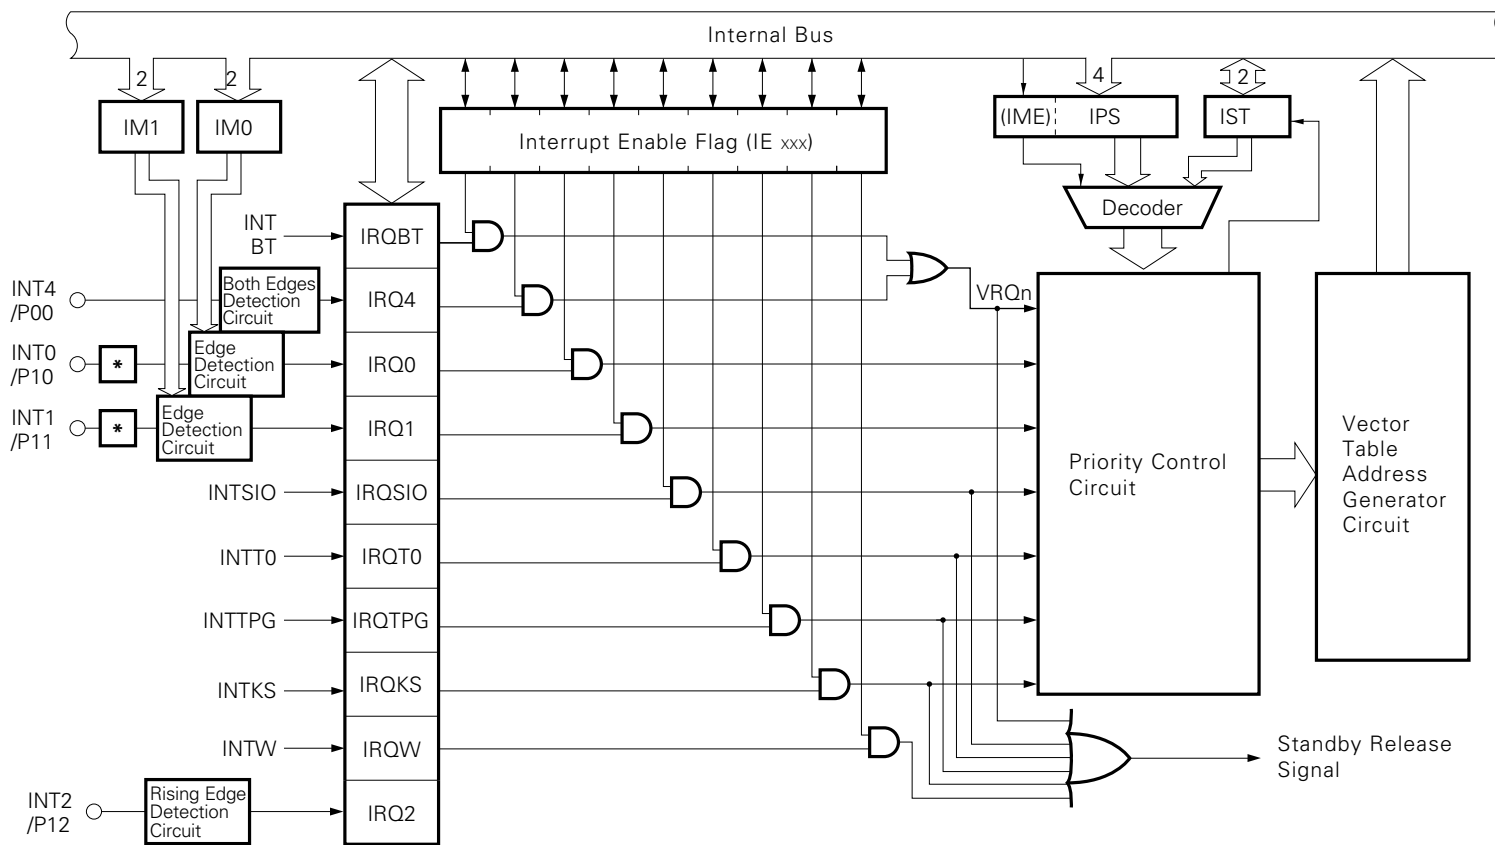 Internal Bus
2
2
4
2
IM1
IM0
Interrupt Enable Flag (IE xxx)
(IME)
IPS
IST
Decoder
INT
BT
IRQBT
INT4
/P00
Both Edges
Detection
Circuit
IRQ4
VRQn
INT0
/P10
*
Edge
Detection
Circuit
IRQ0
INT1
/P11
*
Edge
Detection
Circuit
IRQ1
Priority Control
Circuit
Vector
Table
Address
Generator
Circuit
INTSIO
IRQSIO
INTT0
IRQT0
INTTPG
IRQTPG
INTKS
IRQKS
INTW
IRQW
Standby Release
Signal
INT2
/P12
Rising Edge
Detection
Circuit
IRQ2